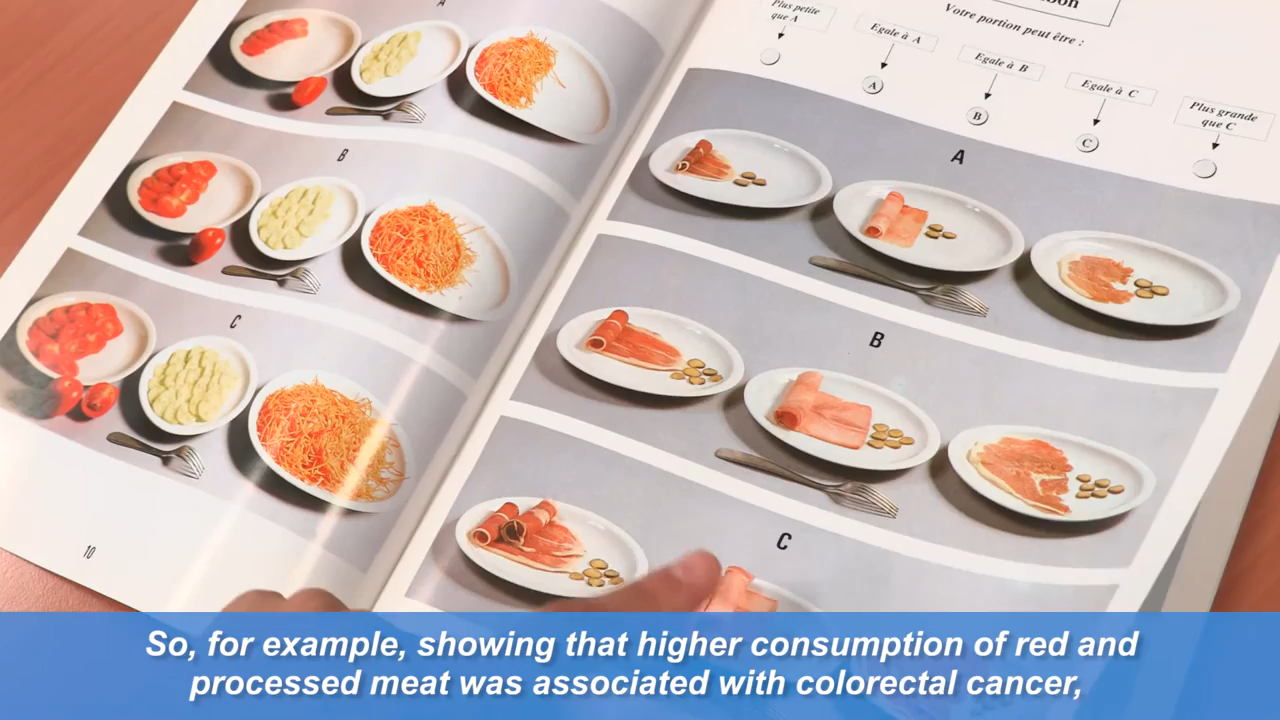 A
B
C
10
Votre portion peut être :
Plus petite
que A
Egale à A
Egale à B
Egale à C
Plus grande
que C
A
B
C
A
B
C
So, for example, showing that higher consumption of red and
processed meat was associated with colorectal cancer,